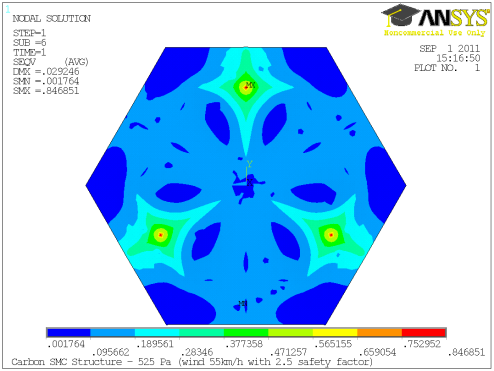 1
NODAL SOLUTION
STEP=1
SUB =6
TIME=1
SEQV (AVG)
DMX =.029246
SMN =.001764
SMX =.846851
ANSYS
Noncommercial Use Only
SEP 1 2011
15:16:50
PLOT NO. 1
MX
Y
.001764 .189561 .377358 .565155 .752952
.095662 .28346 .471257 .659054 .846851
Carbon SMC Structure - 525 Pa (wind 55km/h with 2.5 safety factor)